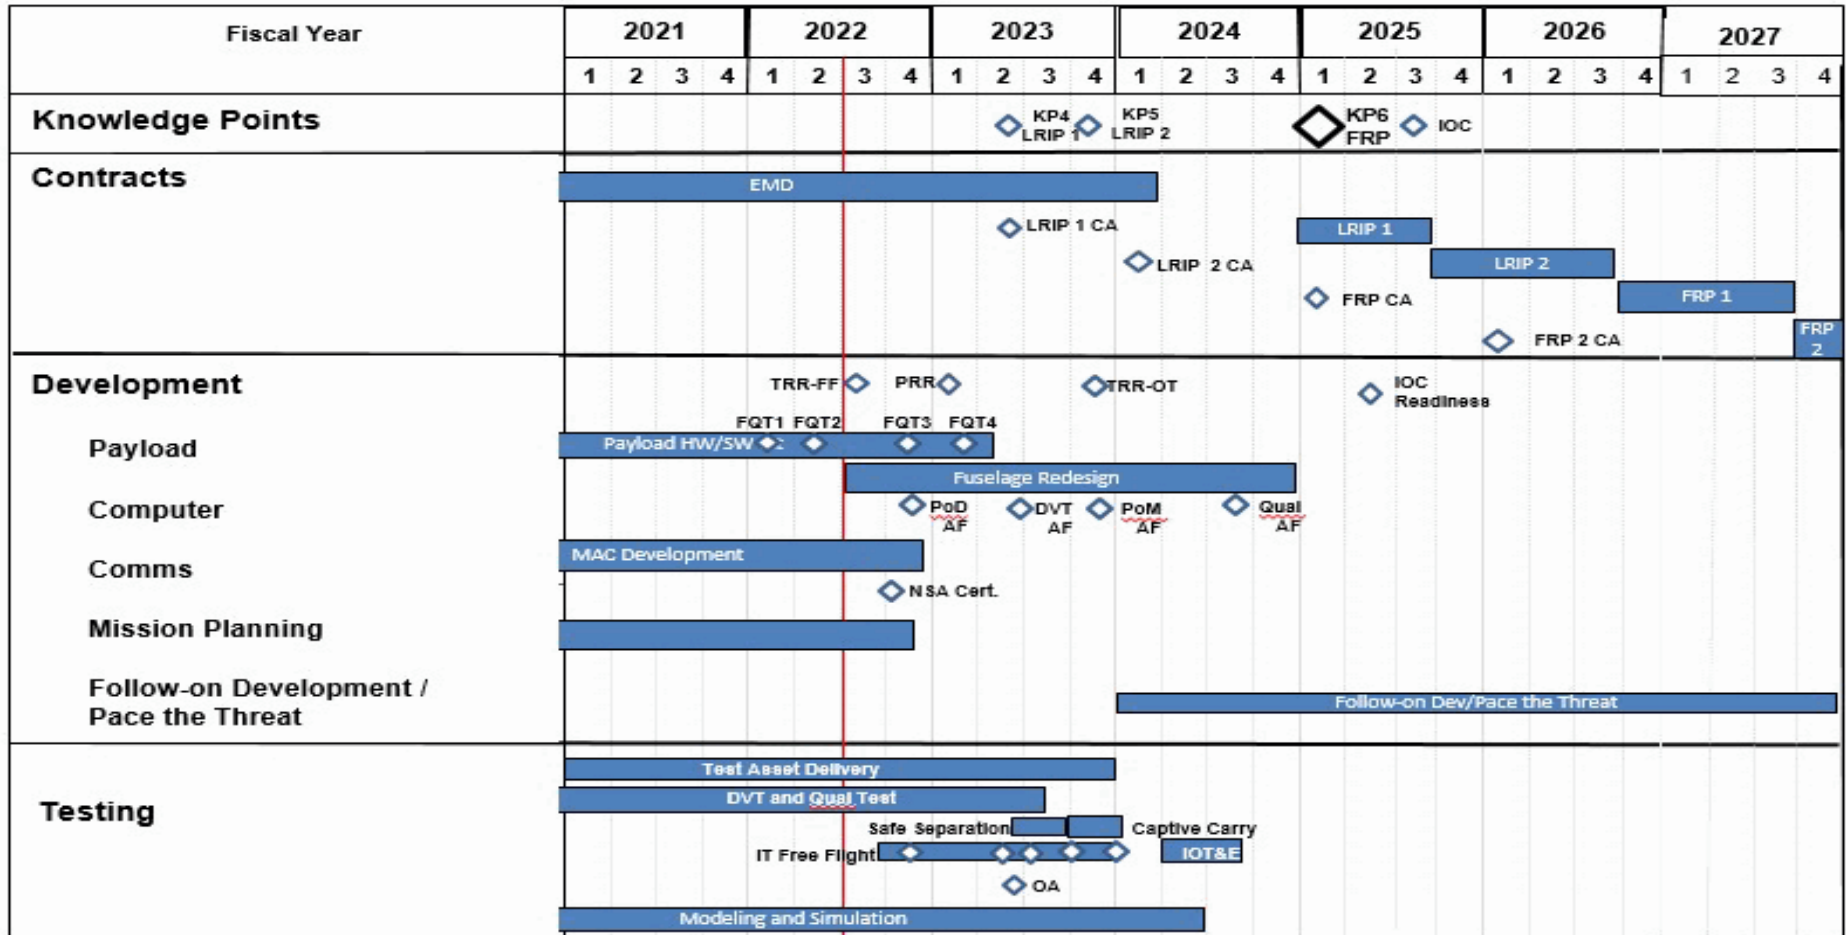 Fiscal Year
2021 2022 2023 2024 2025 2026 2027
1 2 3 4 1 2 3 4 1 2 3 4 1 2 3 4 1 2 3 4 1 2 3 4 1 2 3 4
Knowledge Points
KP4
LRIP 1
KP5
LRIP 2
KP6
FRP
IOC
Contracts
EMD
LRIP 1 CA
LRIP 1
LRIP 2 CA
LRIP 2
FRP CA
FRP 1
FRP 2 CA
FRP
2
Development
TRR-FF
PRR
TRR-OT
IOC
Readiness
FQT1 FQT2 FQT3 FQT4
Payload
Payload HW/SW
Fuselage Redesign
Computer
PoD
AF
DVT
AF
PoM
AF
Qual
AF
MAC Development
Comms
NSA Cert.
Mission Planning
Follow-on Development /
Pace the Threat
Follow-on Dev/Pace the Threat
Testing
Test Asset Delivery
DVT and Qual Test
Safe Separation
Captive Carry
IT Free Flight
IOT&E
OA
Modeling and Simulation